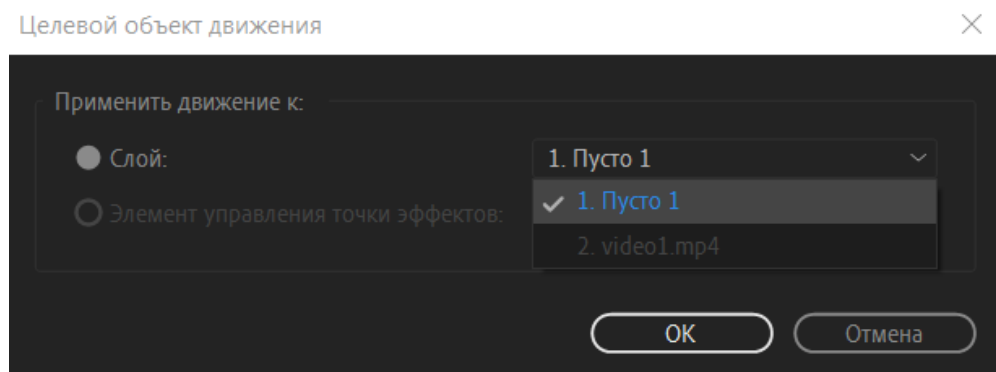 Целевой объект движения
Применить движение к:
Слой: 1. Пусто 1
1. Пусто 1
Элемент управления точки эффектов:
2. video1.mp4
OK Отмена